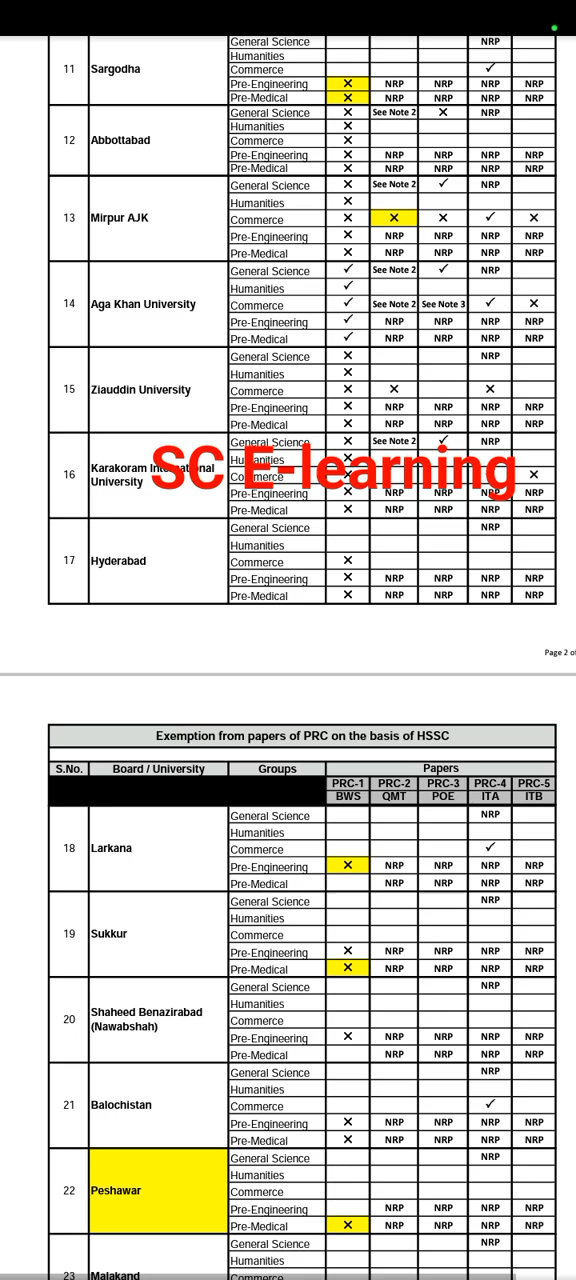 General Science NRP
Humanities
11 Sargodha Commerce ✓
Pre-Engineering ✕ NRP NRP NRP NRP
Pre-Medical ✕ NRP NRP NRP NRP
General Science ✕ See Note 2 ✕ NRP
Humanities ✕
12 Abbottabad Commerce ✕
Pre-Engineering ✕ NRP NRP NRP NRP
Pre-Medical ✕ NRP NRP NRP NRP
General Science ✕ See Note 2 ✓ NRP
Humanities ✕
13 Mirpur AJK Commerce ✕ ✕ ✕ ✓ ✕
Pre-Engineering ✕ NRP NRP NRP NRP
Pre-Medical ✕ NRP NRP NRP NRP
General Science ✓ See Note 2 ✓ NRP
Humanities ✓
14 Aga Khan University Commerce ✓ See Note 2 See Note 3 ✓ ✕
Pre-Engineering ✓ NRP NRP NRP NRP
Pre-Medical ✓ NRP NRP NRP NRP
General Science ✕ NRP
Humanities ✕
15 Ziauddin University Commerce ✕ ✕ ✕
Pre-Engineering ✕ NRP NRP NRP NRP
Pre-Medical ✕ NRP NRP NRP NRP
General Science ✕ See Note 2 ✓ NRP
Humanities ✕
16 Karakoram International University Commerce ✕ ✕
SC E-learning
Pre-Engineering ✕ NRP NRP NRP NRP
Pre-Medical ✕ NRP NRP NRP NRP
General Science NRP
Humanities
17 Hyderabad Commerce ✕
Pre-Engineering ✕ NRP NRP NRP NRP
Pre-Medical ✕ NRP NRP NRP NRP
Page 2 of
Exemption from papers of PRC on the basis of HSSC
S.No. Board / University Groups Papers
PRC-1 PRC-2 PRC-3 PRC-4 PRC-5
BWS QMT POE ITA ITB
General Science NRP
Humanities
18 Larkana Commerce ✓
Pre-Engineering ✕ NRP NRP NRP NRP
Pre-Medical NRP NRP NRP NRP
General Science NRP
Humanities
19 Sukkur Commerce
Pre-Engineering ✕ NRP NRP NRP NRP
Pre-Medical ✕ NRP NRP NRP NRP
General Science NRP
Humanities
20 Shaheed Benazirabad (Nawabshah) Commerce
Pre-Engineering ✕ NRP NRP NRP NRP
Pre-Medical NRP NRP NRP NRP
General Science NRP
Humanities
21 Balochistan Commerce ✓
Pre-Engineering ✕ NRP NRP NRP NRP
Pre-Medical ✕ NRP NRP NRP NRP
General Science NRP
Humanities
22 Peshawar Commerce
Pre-Engineering NRP NRP NRP NRP
Pre-Medical ✕ NRP NRP NRP NRP
General Science NRP
Humanities
23 Malakand Commerce